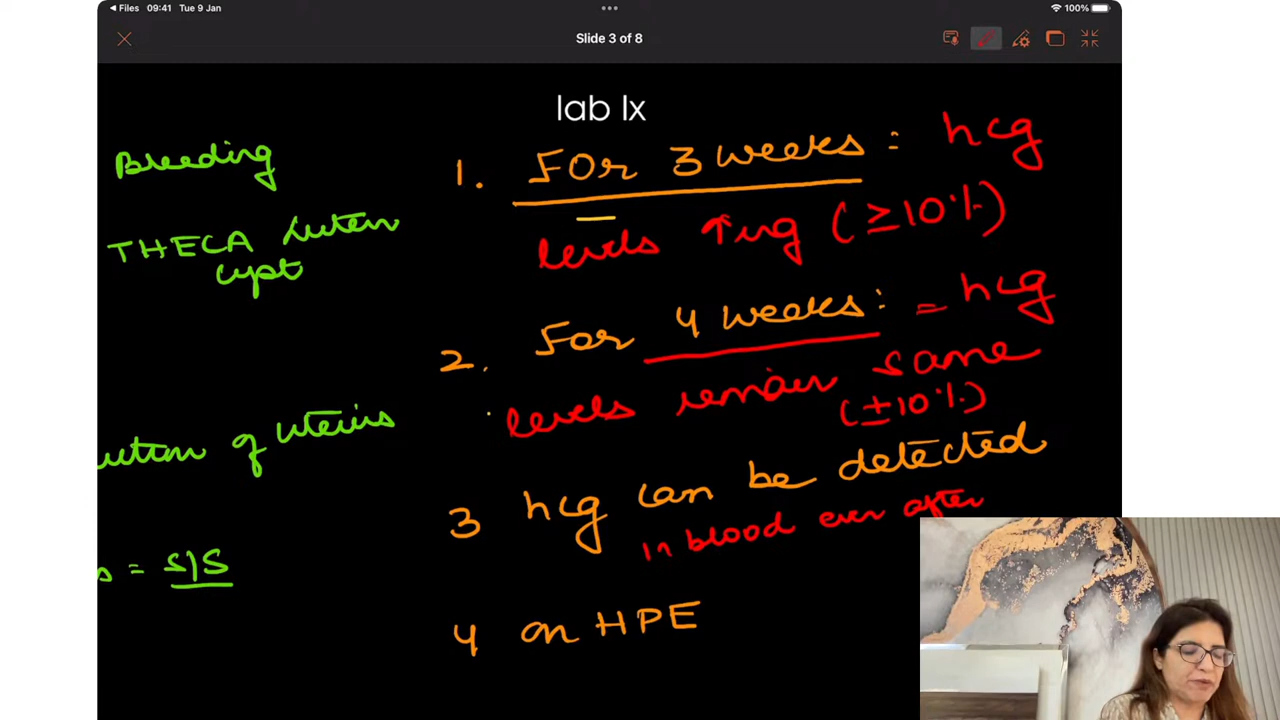 Files 09:41 Tue 9 Jan
100%
Slide 3 of 8
lab Ix
Bleeding
THECA Lutein
cyst
ution of uterus
s = S/S
1. For 3 weeks = hcg
levels ↑ing (≥10%)
2. For 4 weeks: = hcg
levels remain same
(±10%)
3 hcg can be detected
in blood even after
4 on HPE